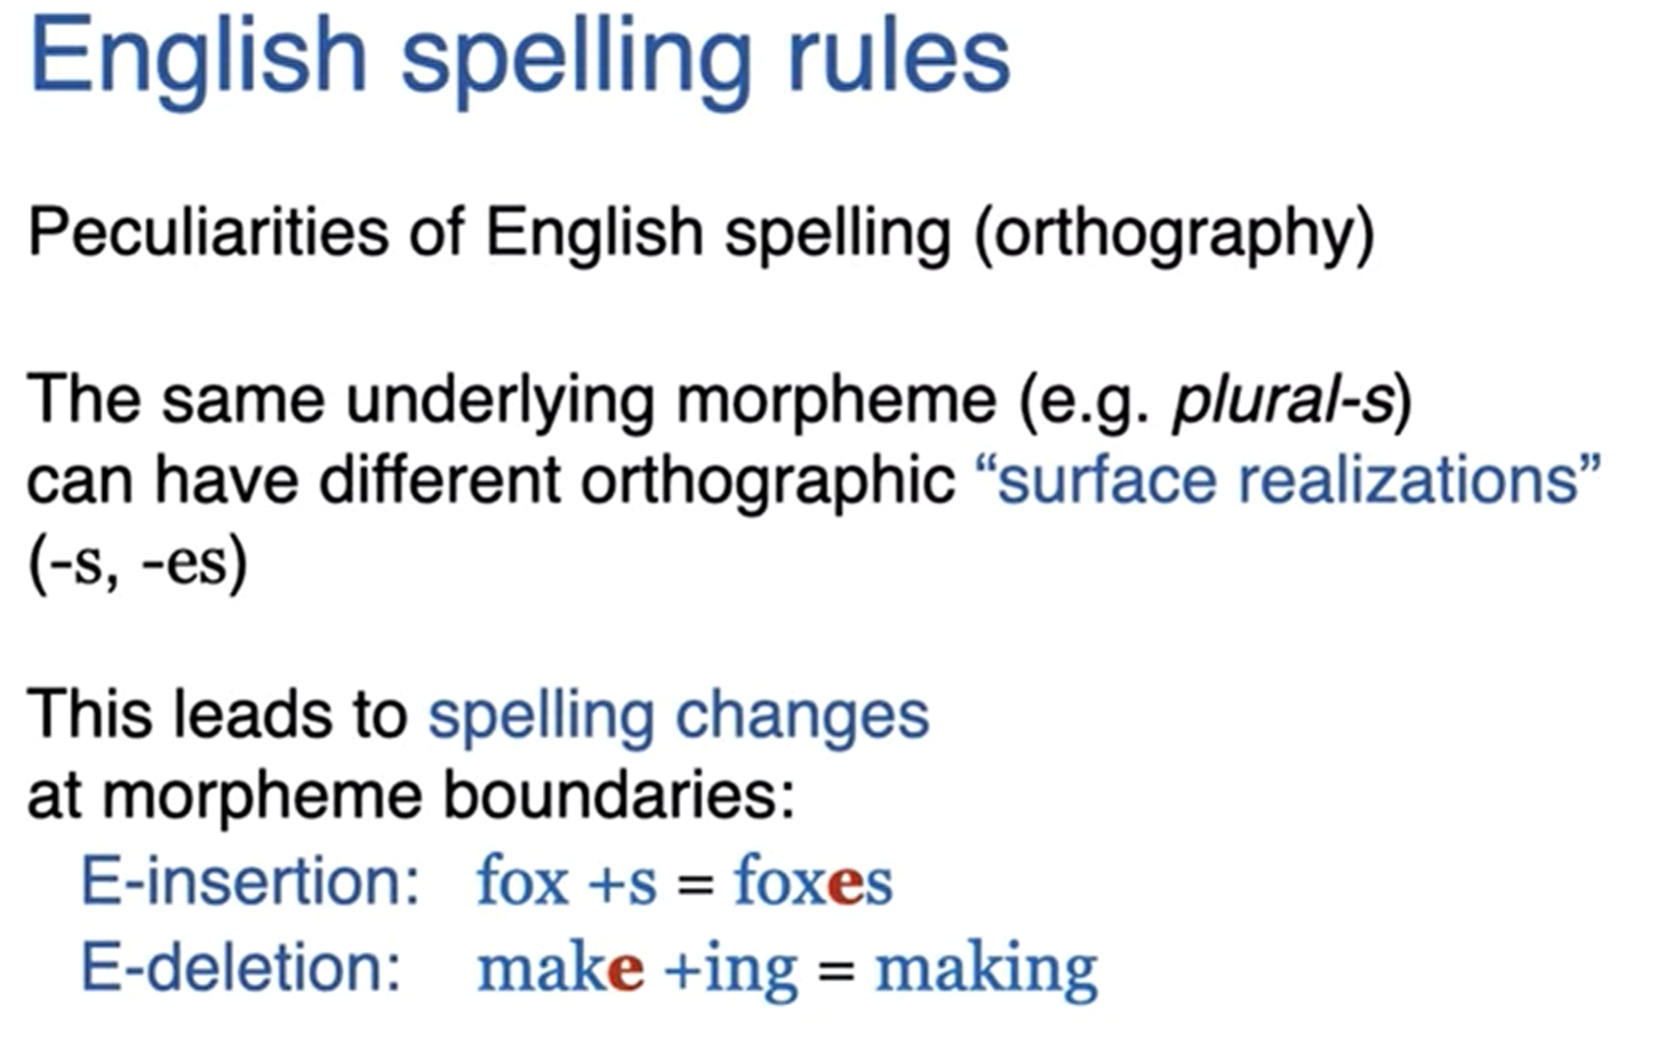 English spelling rules
Peculiarities of English spelling (orthography)
The same underlying morpheme (e.g. plural-s)
can have different orthographic “surface realizations”
(-s, -es)
This leads to spelling changes
at morpheme boundaries:
E-insertion: fox +s = foxes
E-deletion: make +ing = making